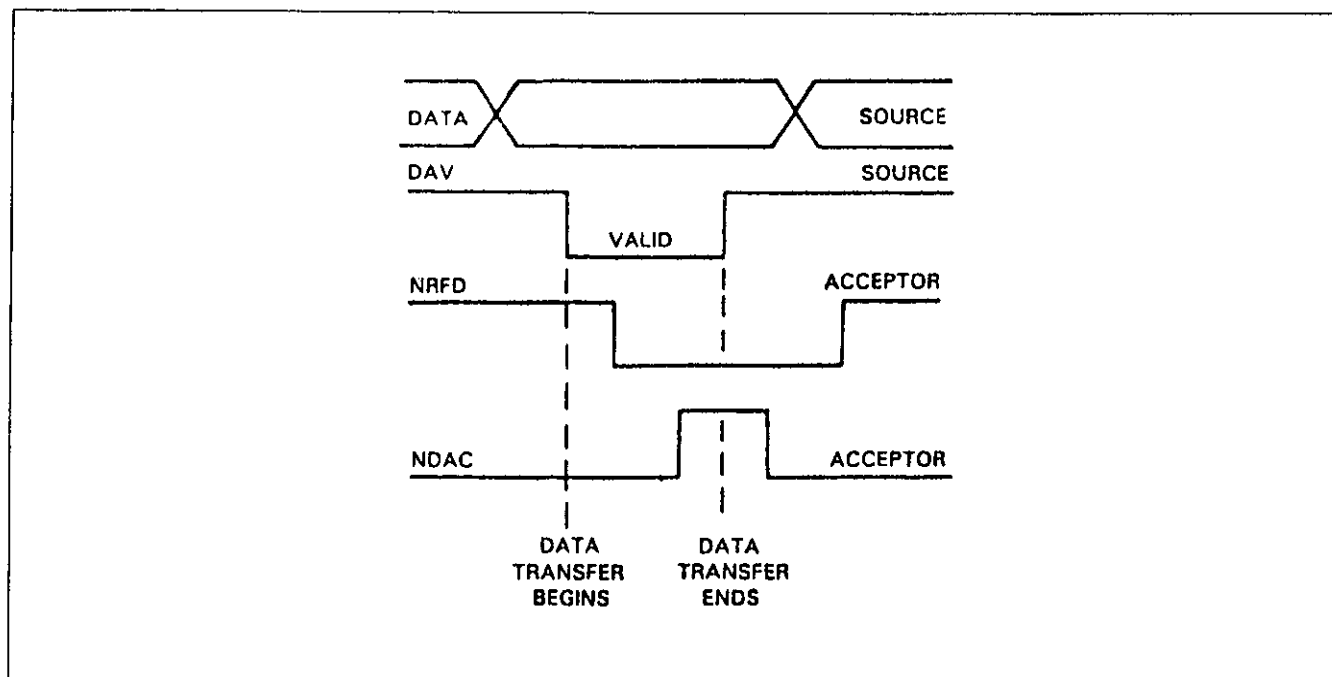 DATA SOURCE
DAV SOURCE
VALID
NRFD ACCEPTOR
NDAC ACCEPTOR
DATA TRANSFER BEGINS
DATA TRANSFER ENDS